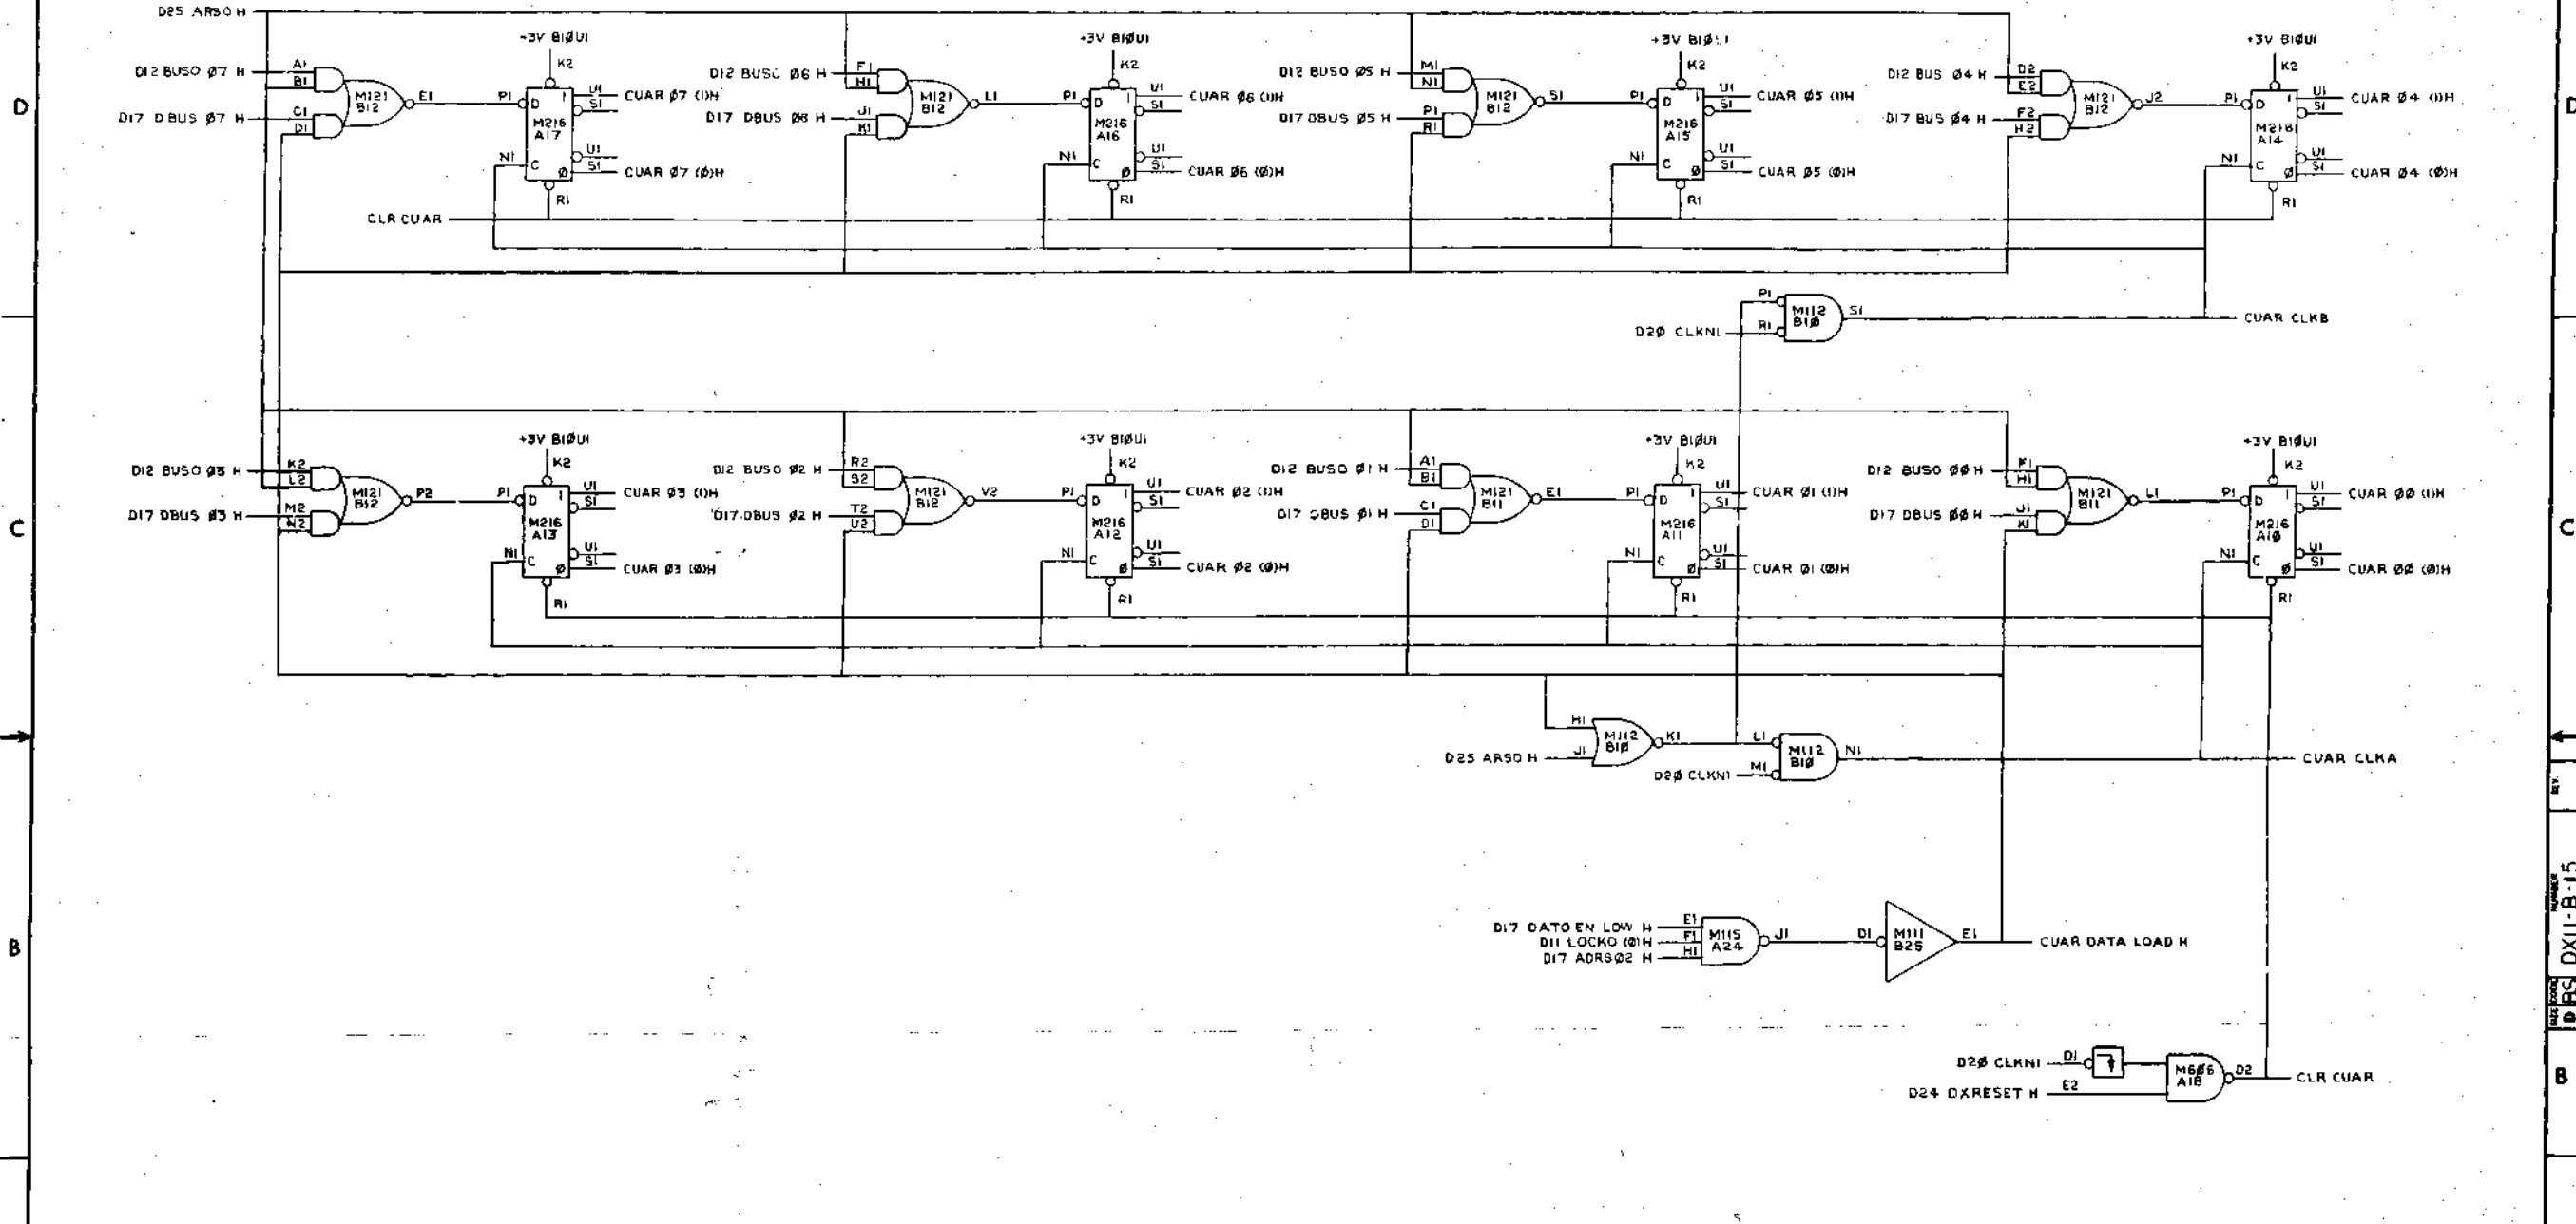 D25 ARSO H
+3V B1ØU1
+3V B1ØU1
+3V
+3V B1ØU1
K2
K2
K2
K2
D12 BUSO Ø7 H
A1
B1
M121
B12
E1
P1
D
1
U1
S1
CUAR Ø7 (1)H
D17 DBUS Ø7 H
C1
D1
M216
A17
N1
C
Ø
U1
S1
CUAR Ø7 (Ø)H
R1
D12 Ø6 H
F1
H1
M121
B12
L1
P1
D
1
U1
S1
CUAR Ø6 (1)H
D17 DBUS Ø6 H
J1
K1
M216
A16
N1
C
Ø
U1
S1
CUAR Ø6 (Ø)H
R1
D12 BUSO Ø5 H
M1
N1
M121
B12
S1
P1
D
1
U1
S1
CUAR Ø5 (1)H
D17 DBUS Ø5 H
P1
R1
M216
A15
N1
C
Ø
U1
S1
CUAR Ø5 (Ø)H
R1
D12 BUS Ø4 H
D2
E2
M121
B12
J2
P1
D
1
U1
S1
CUAR Ø4 (1)H
D17 BUS Ø4 H
F2
H2
M216
A14
N1
C
Ø
U1
S1
CUAR Ø4 (Ø)H
R1
D
D
CLR CUAR
P1
M112
B1Ø
S1
CUAR CLKB
D2Ø CLKN1
R1
+3V B1ØU1
+3V B1ØU1
+3V B1ØU1
+3V B1ØU1
K2
K2
K2
K2
D12 BUSO Ø3 H
K2
L2
M121
B12
P2
P1
D
1
U1
S1
CUAR Ø3 (1)H
D17 DBUS Ø3 H
M2
N2
M216
A13
N1
C
Ø
U1
S1
CUAR Ø3 (Ø)H
R1
D12 BUSO Ø2 H
R2
S2
M121
B12
V2
P1
D
1
U1
S1
CUAR Ø2 (1)H
D17 DBUS Ø2 H
T2
U2
M216
A12
N1
C
Ø
U1
S1
CUAR Ø2 (Ø)H
R1
D12 BUSO Ø1 H
A1
B1
M121
B11
E1
P1
D
1
U1
S1
CUAR Ø1 (1)H
D17 DBUS Ø1 H
C1
D1
M216
A11
N1
C
Ø
U1
S1
CUAR Ø1 (Ø)H
R1
D12 BUSO ØØ H
F1
H1
M121
B11
L1
P1
D
1
U1
S1
CUAR ØØ (1)H
D17 DBUS ØØ H
J1
K1
M216
A1Ø
N1
C
Ø
U1
S1
CUAR ØØ (Ø)H
R1
C
C
H1
M112
B1Ø
K1
D25 ARSO H
J1
L1
M112
B1Ø
N1
CUAR CLKA
D2Ø CLKN1
M1
REV.
D17 DATO EN LOW H
E1
D11 LOCKO (Ø)H
F1
D17 ADRSØ2 H
H1
M115
A24
J1
D1
M111
B25
E1
CUAR DATA LOAD H
B
NUMBER
DX11-B-15
SIZE
CODE
D
BS
D2Ø CLKN1
D1
M6Ø6
A18
D2
CLR CUAR
D24 DXRESET H
E2
B